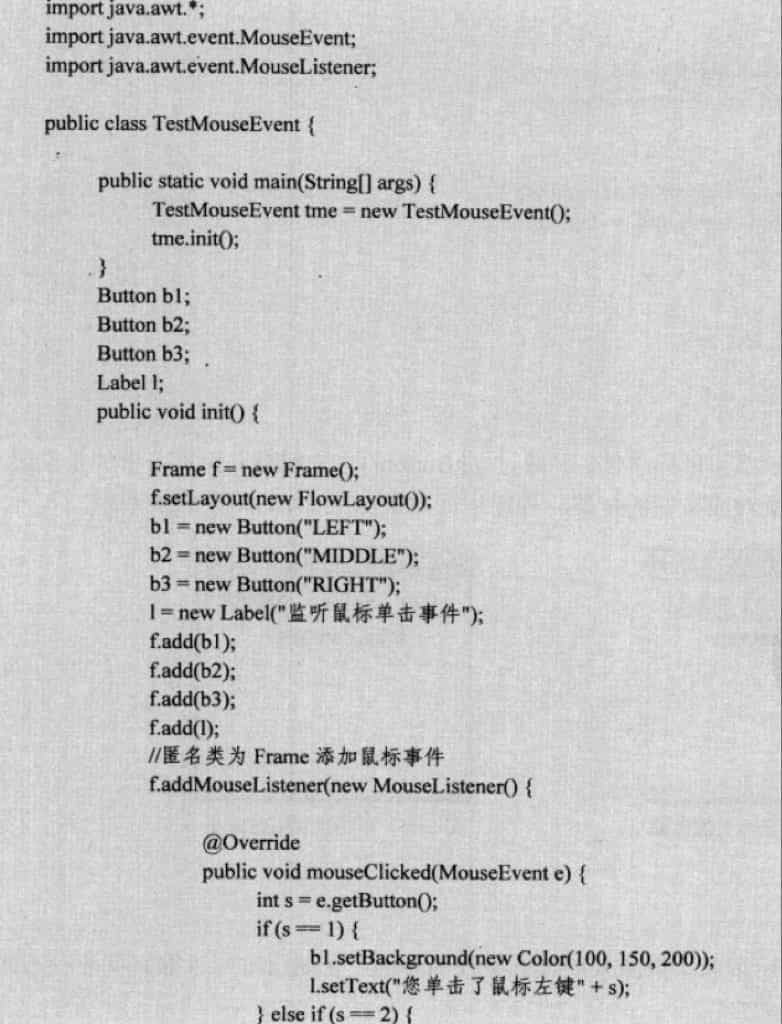 import java.awt.*;
import java.awt.event.MouseEvent;
import java.awt.event.MouseListener;
public class TestMouseEvent {
public static void main(String[] args) {
TestMouseEvent tme = new TestMouseEvent();
tme.init();
}
Button b1;
Button b2;
Button b3;
Label l;
public void init() {
Frame f = new Frame();
f.setLayout(new FlowLayout());
b1 = new Button("LEFT");
b2 = new Button("MIDDLE");
b3 = new Button("RIGHT");
l = new Label("监听鼠标单击事件");
f.add(b1);
f.add(b2);
f.add(b3);
f.add(l);
//匿名类为 Frame 添加鼠标事件
f.addMouseListener(new MouseListener() {
@Override
public void mouseClicked(MouseEvent e) {
int s = e.getButton();
if (s == 1) {
b1.setBackground(new Color(100, 150, 200));
l.setText("您单击了鼠标左键" + s);
} else if (s == 2) {